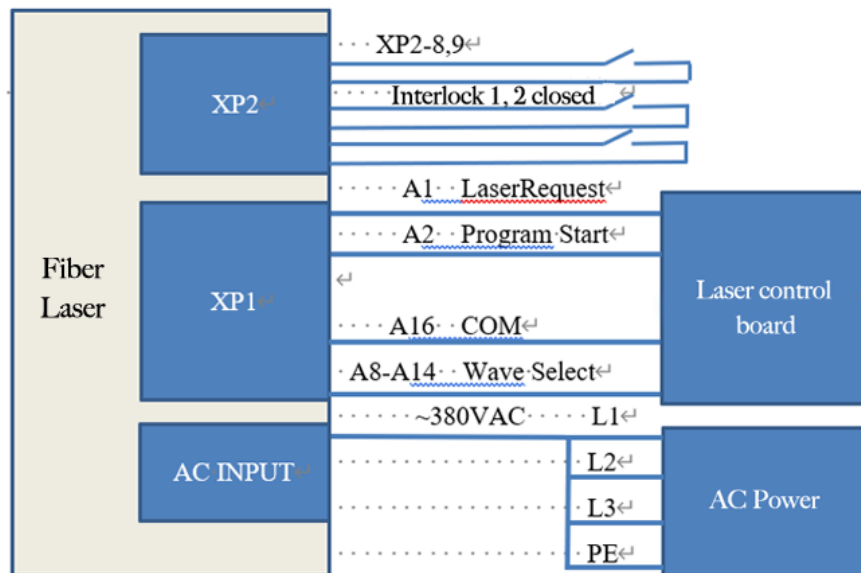 XP2-8,9
XP2
Interlock 1, 2 closed
A1 LaserRequest
A2 Program Start
Fiber
Laser
XP1
Laser control
board
A16 COM
A8-A14 Wave Select
~380VAC L1
AC INPUT
L2
L3
AC Power
PE